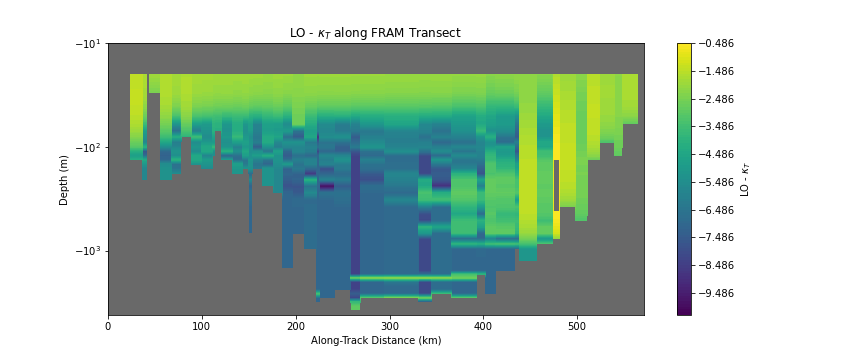 LO - κT along FRAM Transect
−10¹
−10²
−10³
Depth (m)
0 100 200 300 400 500
Along-Track Distance (km)
−0.486
−1.486
−2.486
−3.486
−4.486
−5.486
−6.486
−7.486
−8.486
−9.486
LO - κT